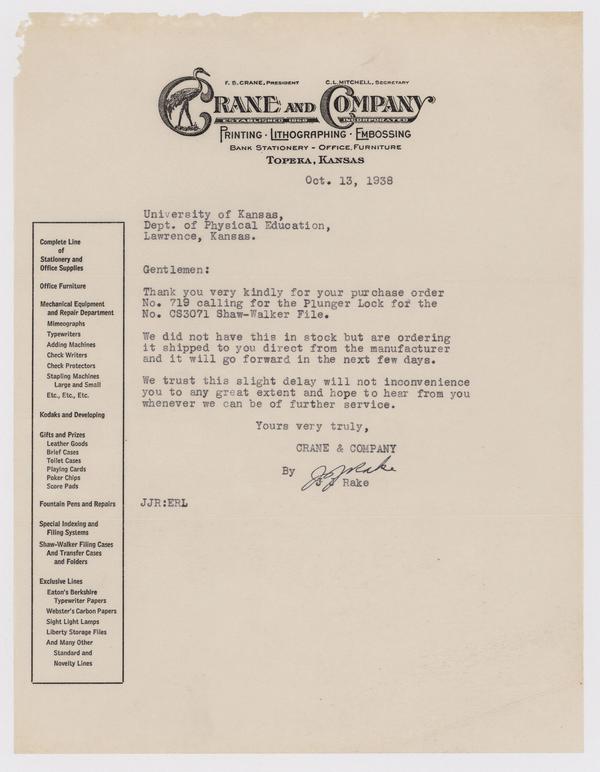 F. S. CRANE, PRESIDENT C. L. MITCHELL, SECRETARY
CRANE AND COMPANY
ESTABLISHED 1868 INCORPORATED
PRINTING · LITHOGRAPHING · EMBOSSING
BANK STATIONERY - OFFICE FURNITURE
TOPEKA, KANSAS
Oct. 13, 1938
University of Kansas,
Dept. of Physical Education,
Lawrence, Kansas.
Gentlemen:
Thank you very kindly for your purchase order
No. 719 calling for the Plunger Lock for the
No. CS3071 Shaw-Walker File.
We did not have this in stock but are ordering
it shipped to you direct from the manufacturer
and it will go forward in the next few days.
We trust this slight delay will not inconvenience
you to any great extent and hope to hear from you
whenever we can be of further service.
Yours very truly,
CRANE & COMPANY
By J J Rake
Rake
JJR:ERL
Complete Line
of
Stationery and
Office Supplies
Office Furniture
Mechanical Equipment
and Repair Department
Mimeographs
Typewriters
Adding Machines
Check Writers
Check Protectors
Stapling Machines
Large and Small
Etc., Etc., Etc.
Kodaks and Developing
Gifts and Prizes
Leather Goods
Brief Cases
Toilet Cases
Playing Cards
Poker Chips
Score Pads
Fountain Pens and Repairs
Special Indexing and
Filing Systems
Shaw-Walker Filing Cases
And Transfer Cases
and Folders
Exclusive Lines
Eaton's Berkshire
Typewriter Papers
Webster's Carbon Papers
Sight Light Lamps
Liberty Storage Files
And Many Other
Standard and
Novelty Lines